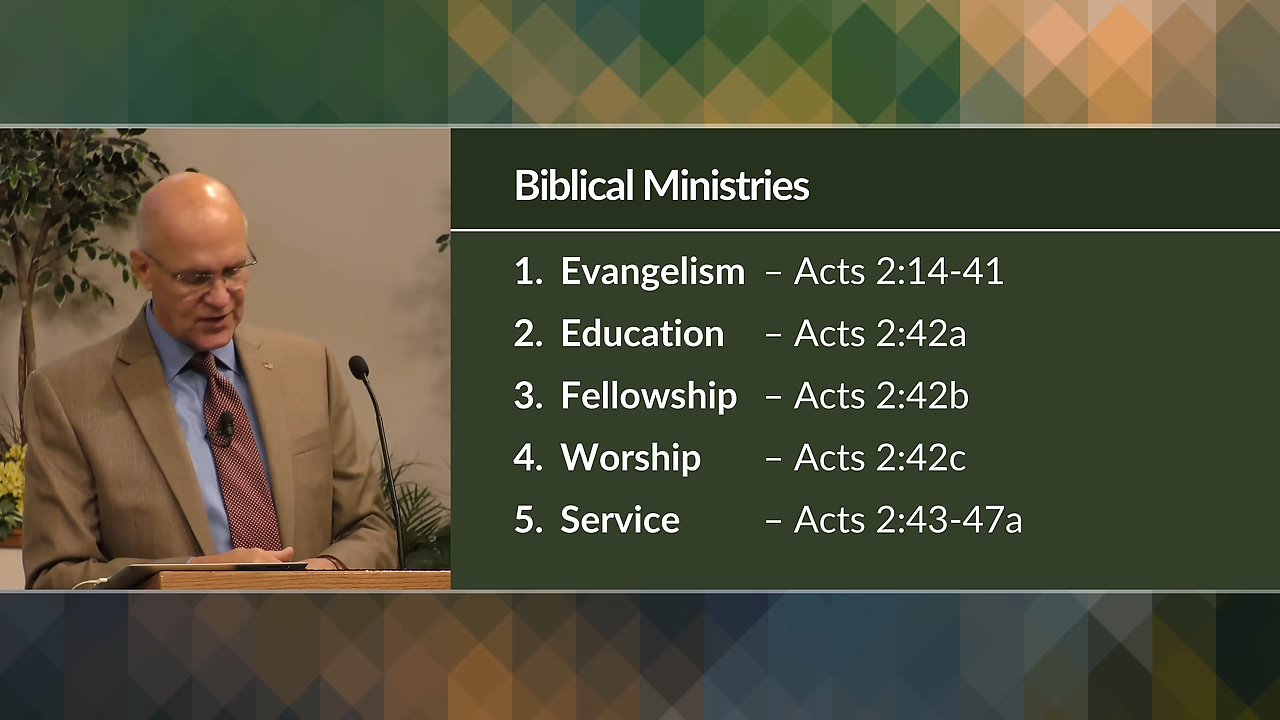 Biblical Ministries
1. Evangelism – Acts 2:14-41
2. Education – Acts 2:42a
3. Fellowship – Acts 2:42b
4. Worship – Acts 2:42c
5. Service – Acts 2:43-47a